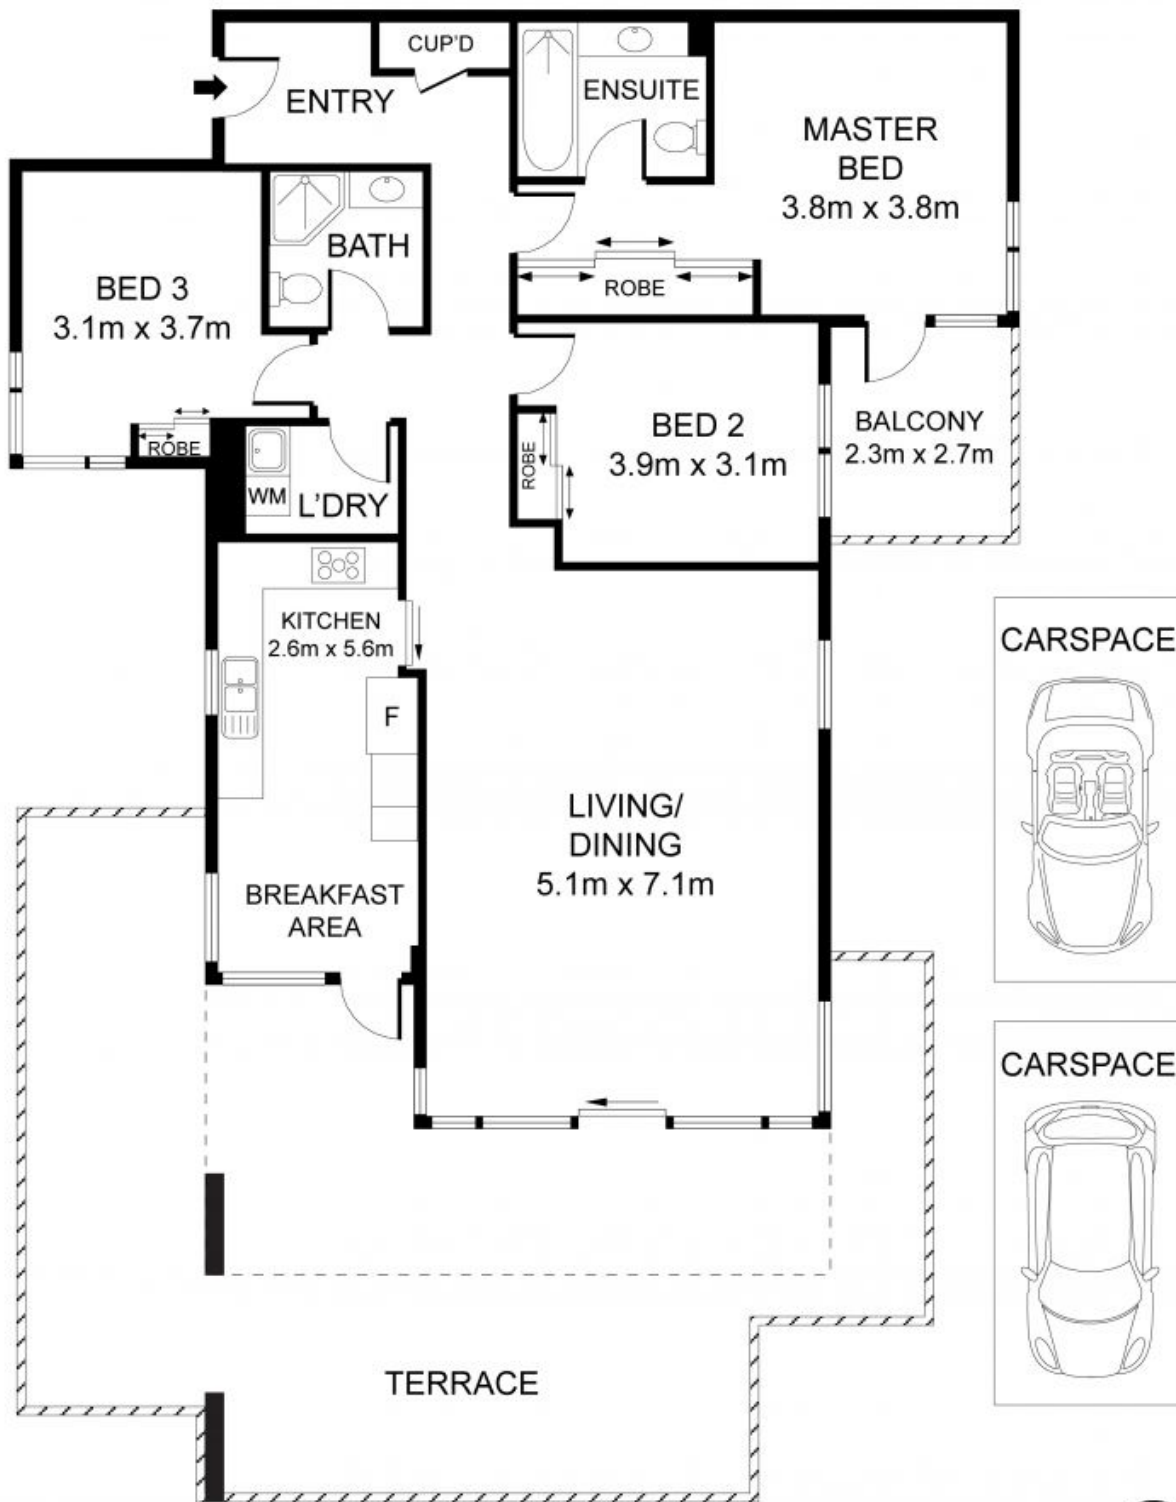 CUP'D
ENTRY
ENSUITE
MASTER
BED
3.8m x 3.8m
BATH
BED 3
3.1m x 3.7m
ROBE
ROBE
BED 2
3.9m x 3.1m
ROBE
BALCONY
2.3m x 2.7m
WM
L'DRY
KITCHEN
2.6m x 5.6m
F
CARSPACE
LIVING/
DINING
5.1m x 7.1m
BREAKFAST
AREA
CARSPACE
TERRACE